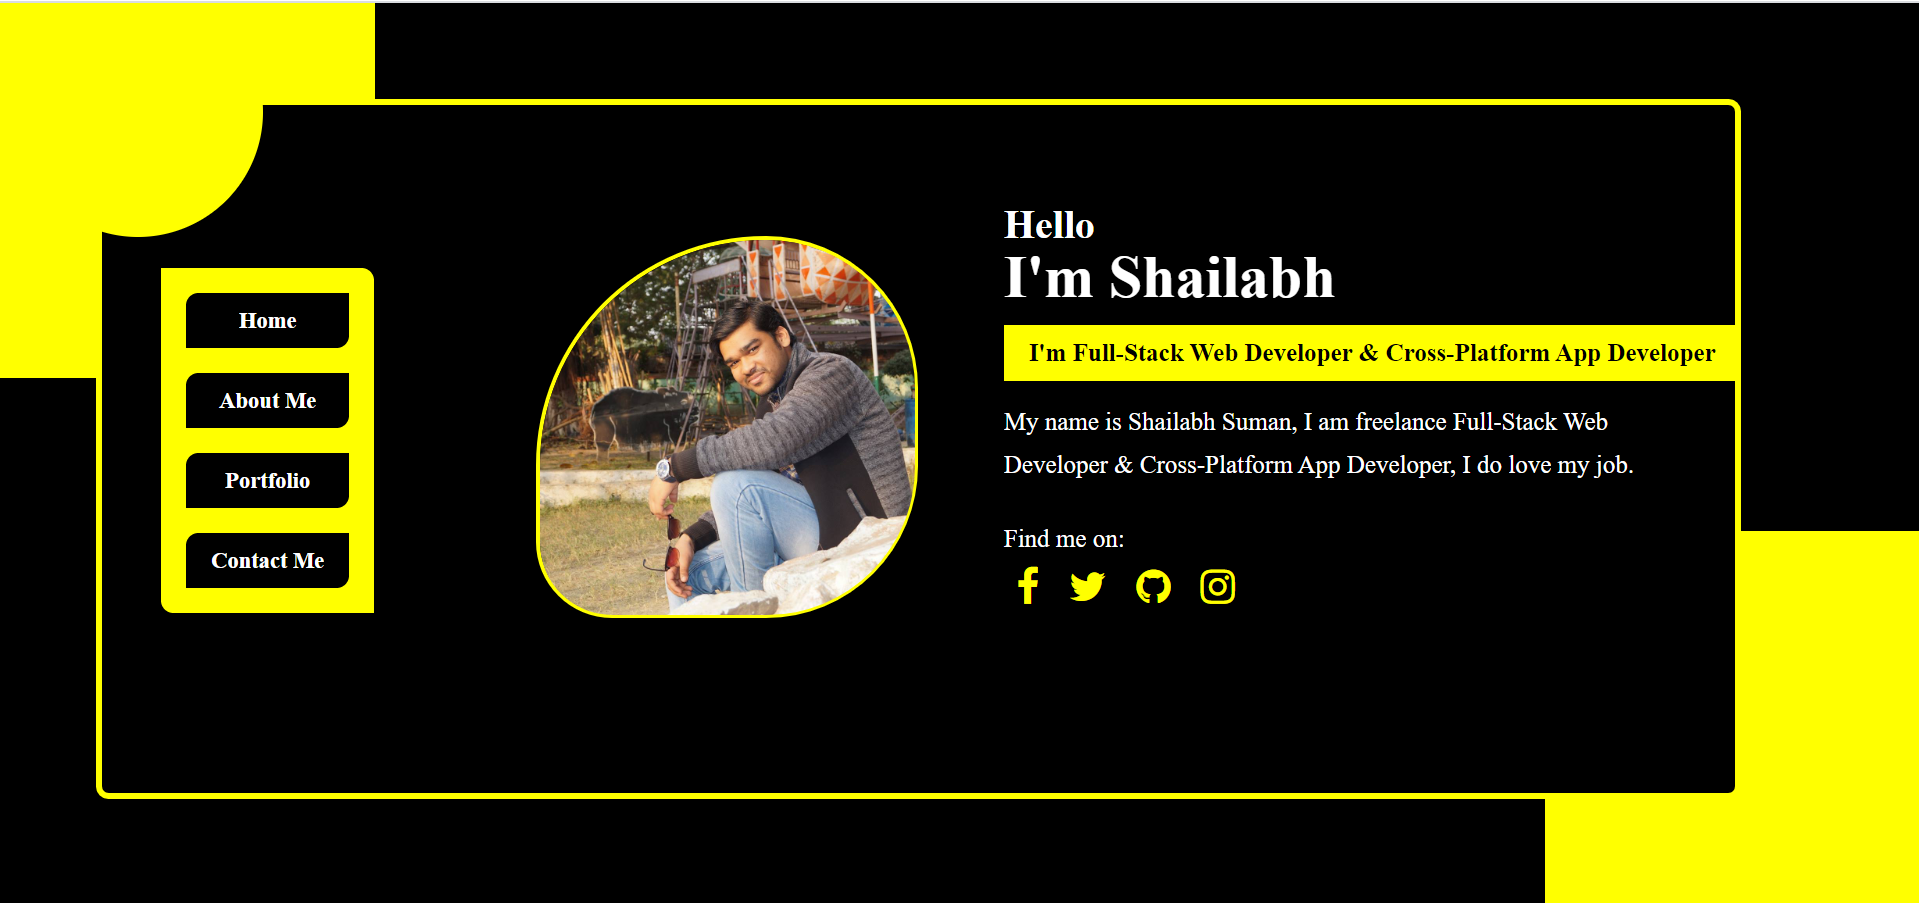 Home
About Me
Portfolio
Contact Me
Hello
I'm Shailabh
I'm Full-Stack Web Developer & Cross-Platform App Developer
My name is Shailabh Suman, I am freelance Full-Stack Web
Developer & Cross-Platform App Developer, I do love my job.
Find me on: